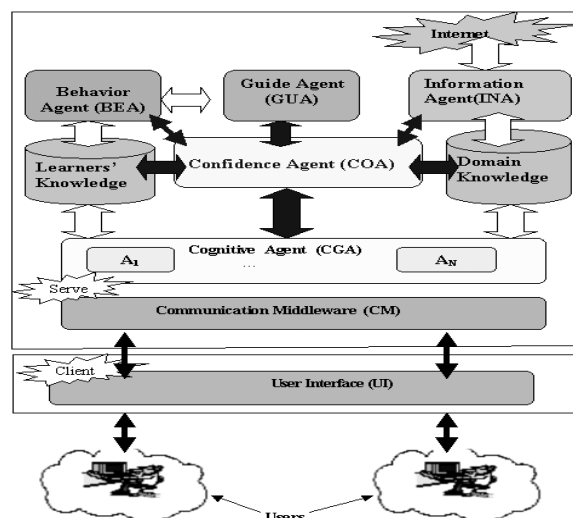 Internet
Behavior
Agent (BEA)
Guide Agent
(GUA)
Information
Agent(INA)
Learners'
Knowledge
Confidence Agent (COA)
Domain
Knowledge
Cognitive Agent (CGA)
A1
...
AN
Serve
Communication Middleware (CM)
Client
User Interface (UI)
Users